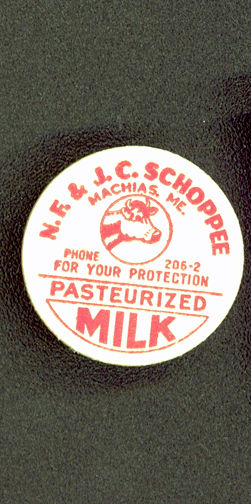 N.F. & J.C. SCHOPPEE
MACHIAS, ME.
PHONE 206-2
FOR YOUR PROTECTION
PASTEURIZED
MILK